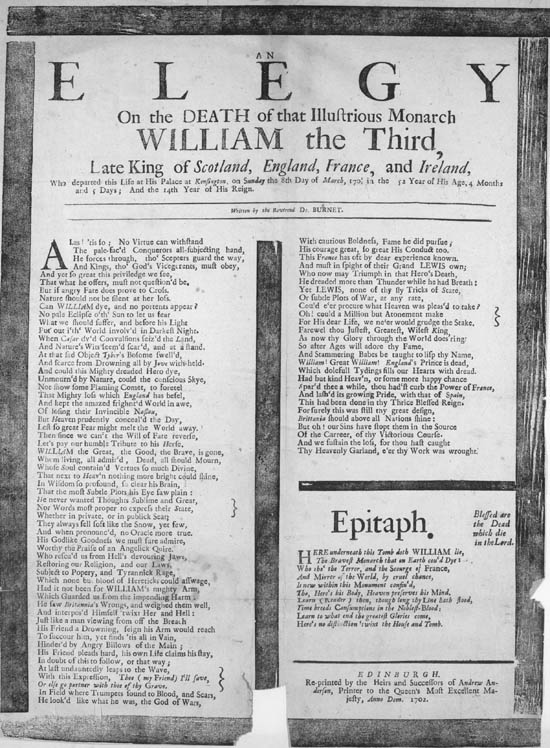 AN
ELEGY
On the DEATH of that Illuſtrious Monarch
WILLIAM the Third,
Late King of Scotland, England, France, and Ireland,
Who departed this Life at His Palace at Kenſington, on Sunday the 8th Day of March, 170 in the 52 Year of His Age, 4 Months
and 5 Days; And the 14th Year of His Reign.
Written by the Reverend Dr. BURNET.
ALas! 'tis ſo; No Virtue can withſtand
The pale-fac'd Conquerors all-ſubjecting hand,
He forces through, tho' Scepters guard the way,
And Kings, tho' God's Vicegerents, muſt obey,
And yet ſo great this priviledge we ſee,
That what he offers, muſt not queſtion'd be,
But if angry Fate does prove to Croſs,
Nature ſhould not be ſilent at her loſs.
Can WILLIAM dye, and no portents appear?
No pale Eclipſe o'th' Sun to let us fear
What we ſhould ſuffer, and before his Light
Put out i'th' World involv'd in Darkeſt Night.
When Caeſar dy'd Convulſions ſeiz'd the Land,
And Nature's Wits ſeem'd ſcar'd, and at a ſtand.
At that ſad Object Tyber's Boſome ſwell'd,
And ſcarce from Drowning all by Jove with-held.
And could this Mighty dreaded Hero dye,
Unmourn'd by Nature, could the conſcious Skye,
Not ſhow ſome Flaming Comet, to foretel
That Mighty loſs which England has befel,
And kept the amazed fright'n'd World in awe,
Of loſing their Invincible Naſſau,
But Heaven prudently conceal'd the Day,
Leſt ſo great Fear might melt the World away.
Then ſince we can't the Will of Fate reverſe,
Let's pay our humble Tribute to his Herſe,
WILLIAM the Great, the Good, the Brave, is gone,
Whom living, all admir'd, Dead, all ſhould Mourn,
Whoſe Soul contain'd Vertues ſo much Divine,
That next to Heav'n nothing more bright could ſhine,
In Wiſdom ſo profound, ſo clear his Brain,
That the moſt Subtle Plots his Eye ſaw plain:
He never wanted Thoughts Sublime and Great,
Nor Words moſt proper to expreſs their State,
Whether in private, or in publick Seat;
They always fell ſoft like the Snow, yet few,
And when pronounc'd, no Oracle more true.
His Godlike Goodneſs we muſt ſure admire,
Worthy the Praiſe of an Angelick Quire.
Who reſcu'd us from Hell's devouring Jaws,
Reſtoring our Religion, and our Laws.
Subject to Popery, and Tyrannick Rage,
Which none but blood of Hereticks could aſſwage,
Had it not been for WILLIAM's mighty Arm,
Which Guarded us from the impending Harm.
He ſaw Britannia's Wrongs, and weighed them well,
And interpos'd Himſelf twixt Her and Hell:
Juſt like a man viewing from off the Breach
His Friend a Drowning, feign his Arm would reach
To ſuccour him, yet finds 'tis all in Vain,
Hinder'd by Angry Billows of the Main;
His Friend pleads hard, his own Life claims his ſtay,
In doubt of this to follow, or that way;
At laſt undauntedly leaps to the Wave,
With this Expreſſion, Thee (my Friend) I'll ſave,
Or elſe go partner with thee of thy Grave.
In Field where Trumpets ſound to Blood, and Scars,
He look'd like what he was, the God of Wars,
With cautious Boldneſs, Fame he did purſue;
His courage great, ſo great His Conduct too.
This France has oft by dear experience known.
And muſt in ſpight of their Grand LEWIS own;
Who now may Triumph in that Hero's Death,
He dreaded more than Thunder while he had Breath:
Yet LEWIS, none of thy ſly Tricks of State,
Or ſubtle Plots of War, at any rate,
Cou'd e'er procure what Heaven was pleas'd to take?
Oh! could a Million but Atonement make
For His dear Life, we ne'er would grudge the Stake.
Farewel thou Juſteſt, Greateſt, Wiſeſt King,
As now thy Glory through the World does ring:
So after Ages will adore thy Fame,
And Stammering Babes be taught to liſp thy Name,
William! Great William! England's Prince is dead,
Which dolefull Tydings fills our Hearts with dread.
Had but kind Heav'n, or ſome more happy chance
Spar'd thee a while, thou had'ſt curb the Power of France,
And laſh'd its growing Pride, with that of Spain,
This had been done in thy Thrice Bleſſed Reign:
For ſurely this was ſtill thy great deſign,
Britannia ſhould above all Nations ſhine:
But oh! our Sins have ſtopt them in the Source
Of the Carreer, of thy Victorious Courſe.
And we ſuſtain the loſs, for thou haſt caught
Thy Heavenly Garland, e'er thy Work was wrought.
Epitaph.
Bleſſed are
the Dead
which die
in the Lord.
HERE underneath this Tomb doth WILLIAM lie,
The Braveſt Monarch that on Earth cou'd Dye:
Who the Terror, and the Scourge of France,
And Mirror of the World, by cruel chance,
Is now within this Monument confin'd,
Tho, Here's his Body, Heaven preſerves his Mind,
Learn Reader then, though long thy Line hath ſtood,
Time breeds Conſumptions in the Nobleſt Blood;
Learn to what end the greateſt Glories come,
Here's no diſtinction 'twixt the Houſe and Tomb.
EDINBURGH.
Re-printed by the Heirs and Succeſſors of Andrew An-
derſon, Printer to the Queen's Moſt Excellent Ma-
jeſty, Anno Dom. 1702.